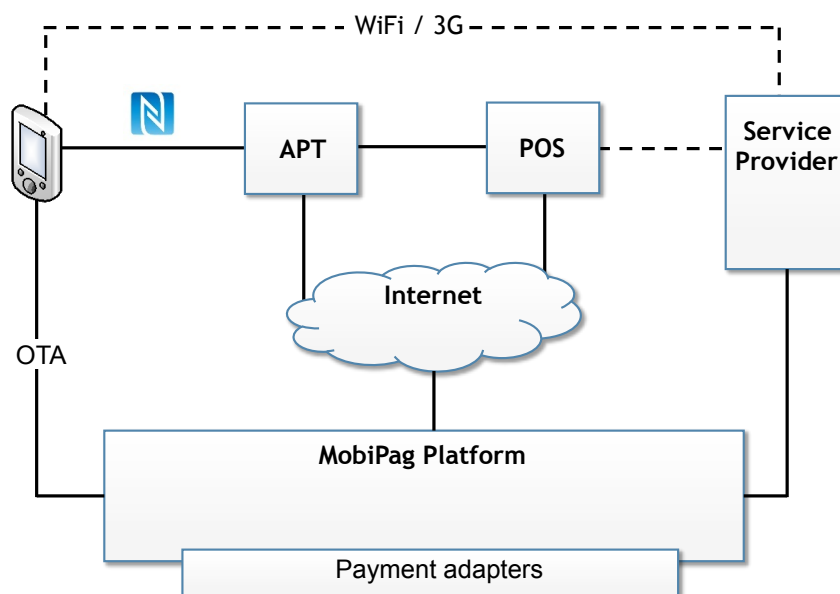 WiFi / 3G
APT
POS
Service
Provider
Internet
OTA
MobiPag Platform
Payment adapters